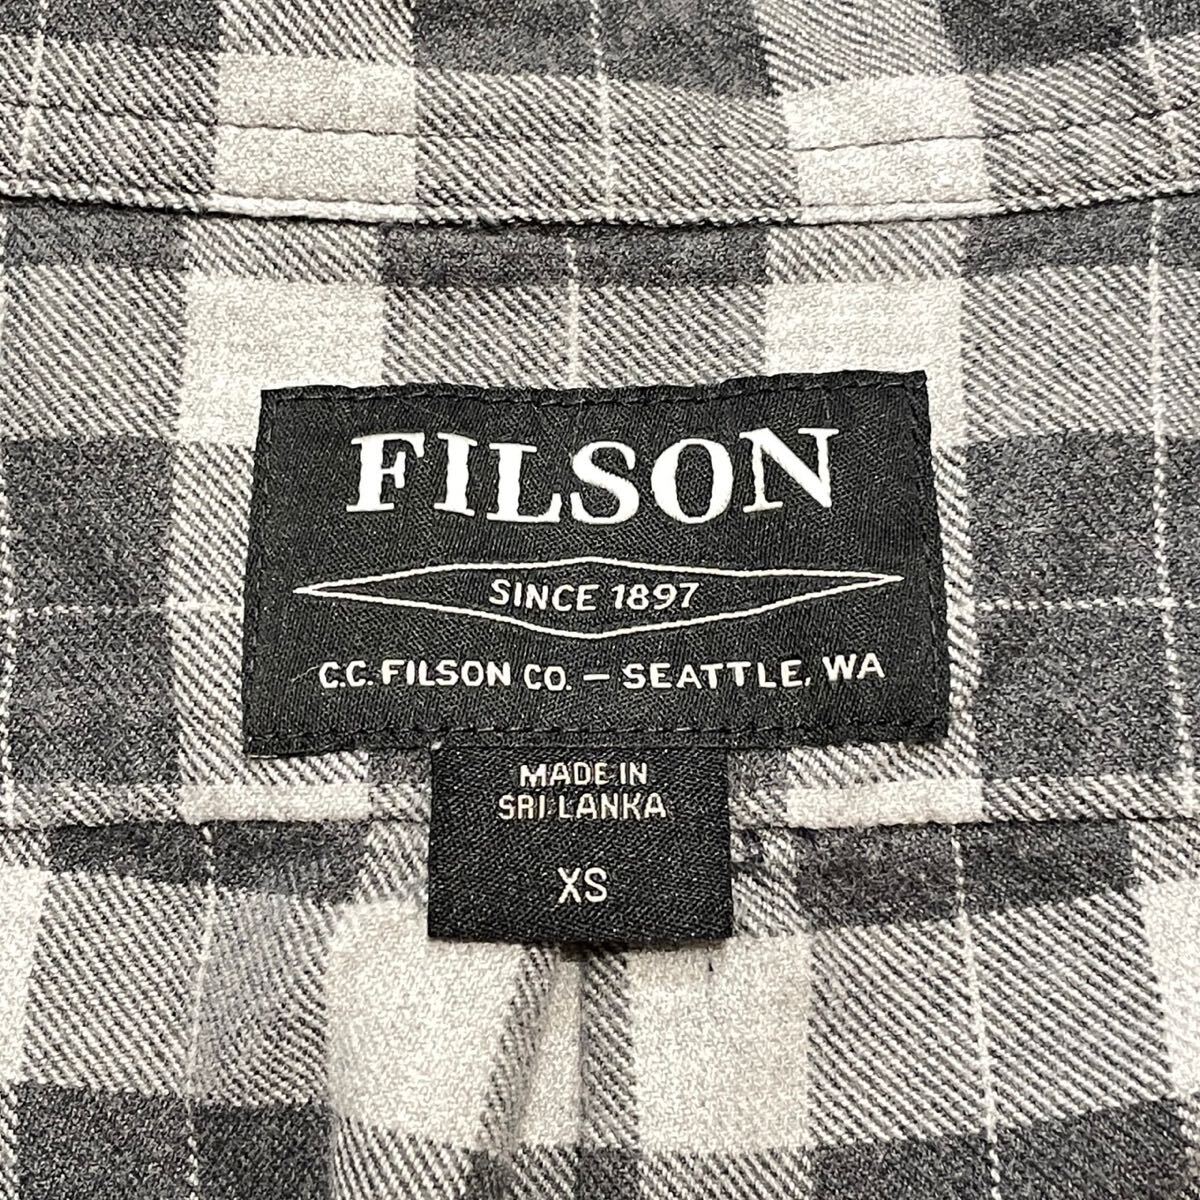 FILSON
SINCE 1897
C.C. FILSON CO. – SEATTLE, WA
MADE IN
SRI LANKA
XS